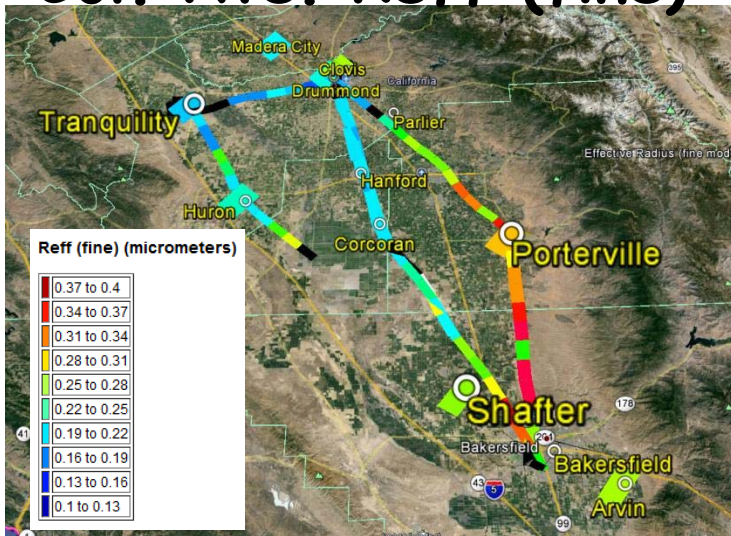 Madera City
Clovis
California
Drummond
395
Tranquility
Parlier
Effective Radius (fine mod
Hanford
Huron
Corcoran
Porterville
Reff (fine) (micrometers)
0.37 to 0.4
0.34 to 0.37
0.31 to 0.34
0.28 to 0.31
0.25 to 0.28
0.22 to 0.25
0.19 to 0.22
0.16 to 0.19
0.13 to 0.16
0.1 to 0.13
Shafter
178
41
204
Bakersfield
Bakersfield
43
5
Arvin
99